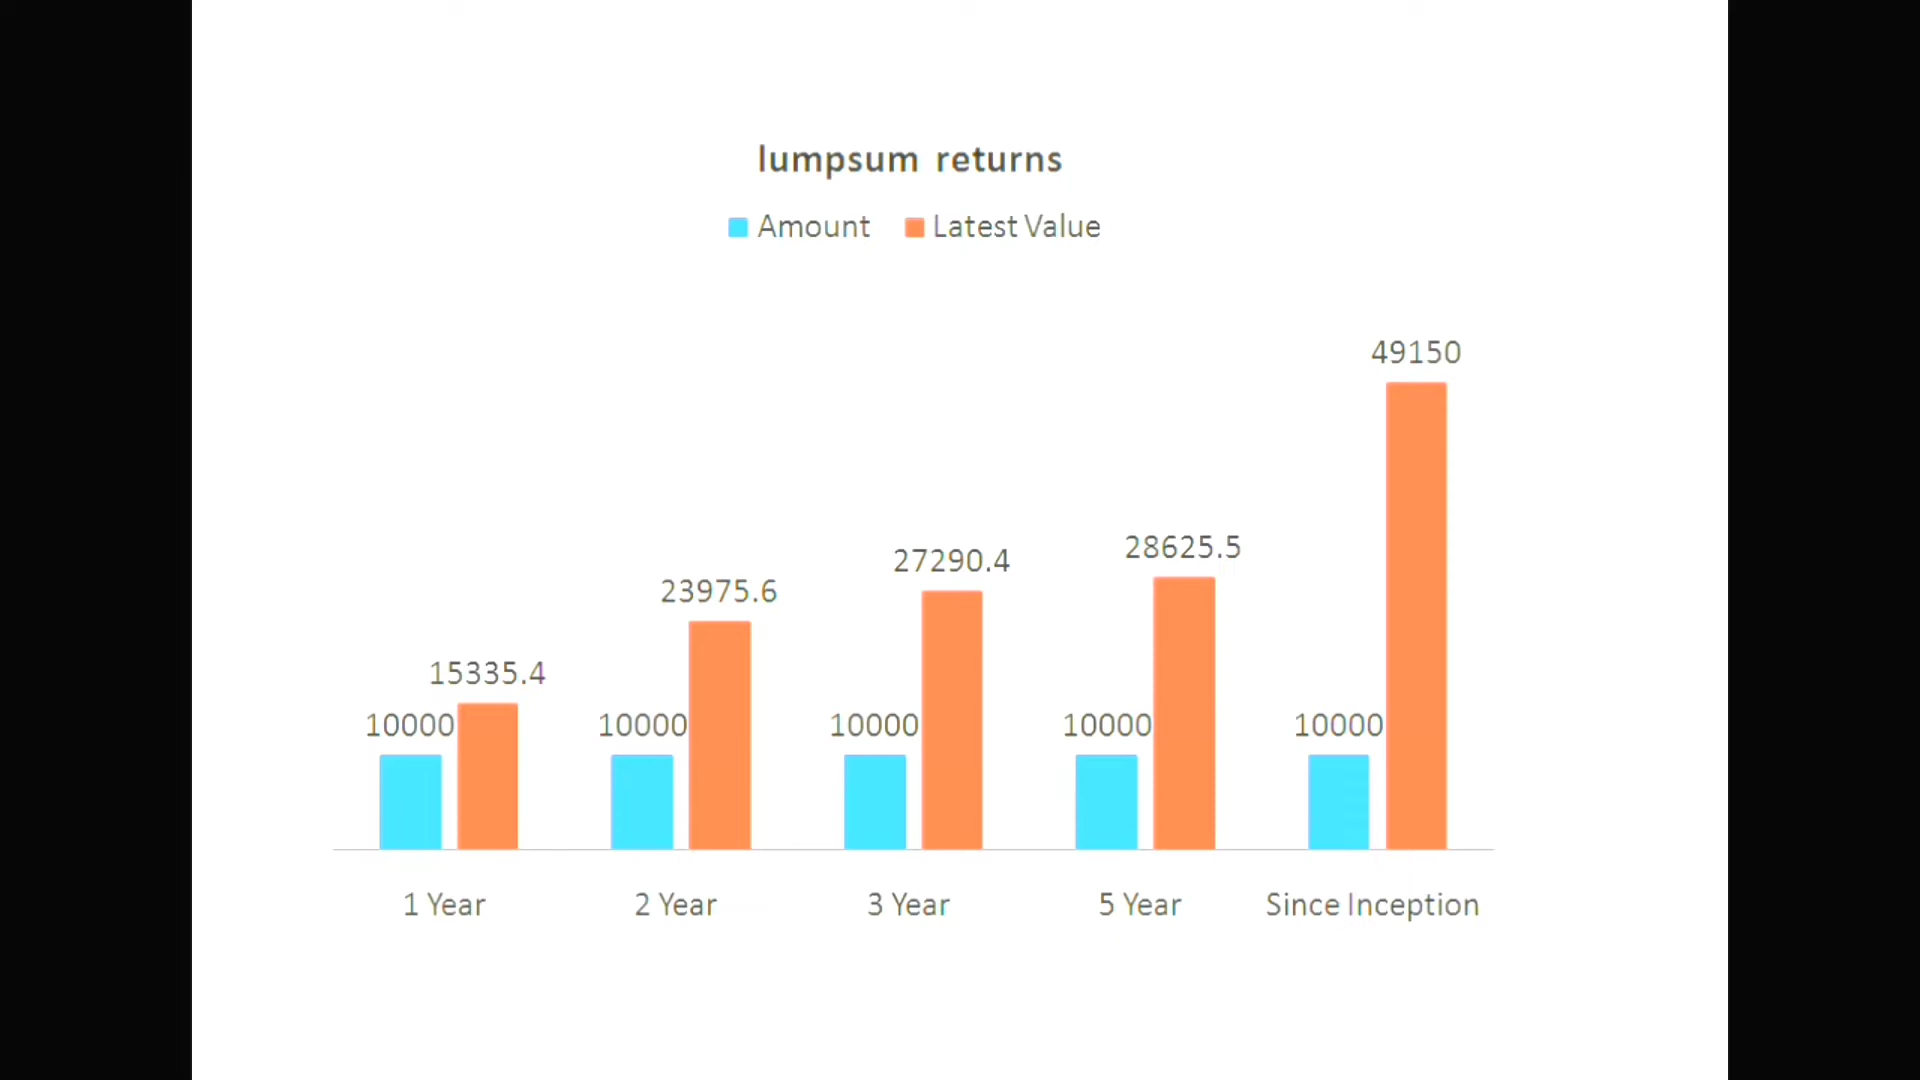 lumpsum returns
Amount Latest Value
49150
28625.5
27290.4
23975.6
15335.4
10000 10000 10000 10000 10000
1 Year 2 Year 3 Year 5 Year Since Inception